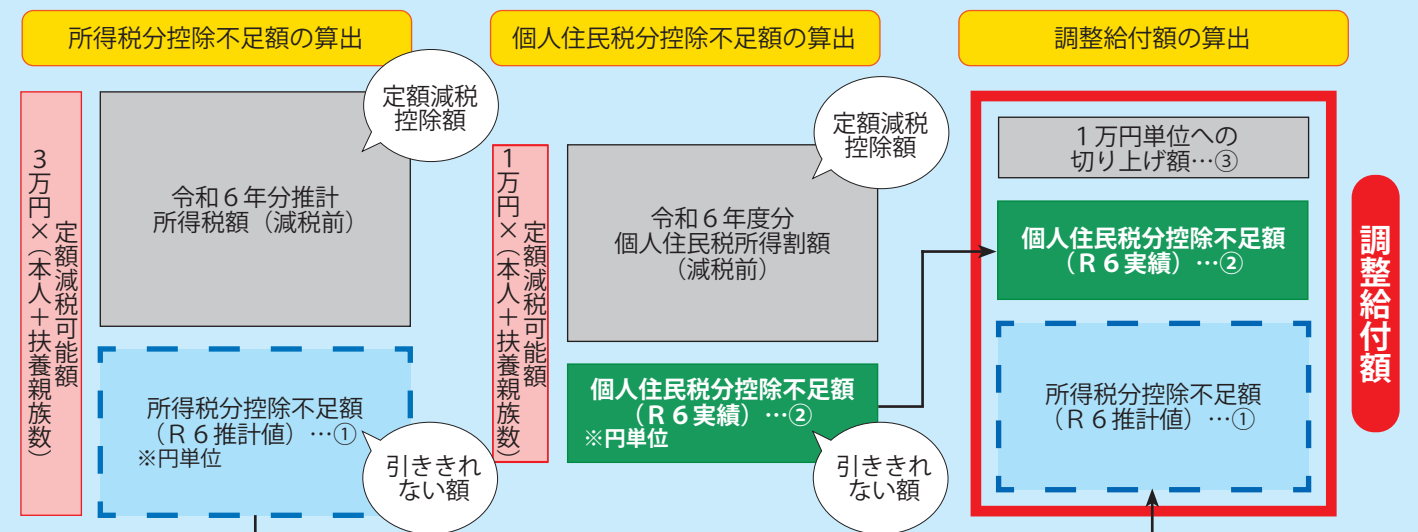 所得税分控除不足額の算出
定額減税
控除額
3万円×（本人＋扶養親族数）
定額減税可能額
令和６年分推計
所得税額（減税前）
所得税分控除不足額
（Ｒ６推計値）…①
※円単位
引ききれ
ない額
個人住民税分控除不足額の算出
定額減税
控除額
1万円×（本人＋扶養親族数）
定額減税可能額
令和６年度分
個人住民税所得割額
（減税前）
個人住民税分控除不足額
（Ｒ６実績）…②
※円単位
引ききれ
ない額
調整給付額の算出
１万円単位への
切り上げ額…③
個人住民税分控除不足額
（Ｒ６実績）…②
所得税分控除不足額
（Ｒ６推計値）…①
調整給付額